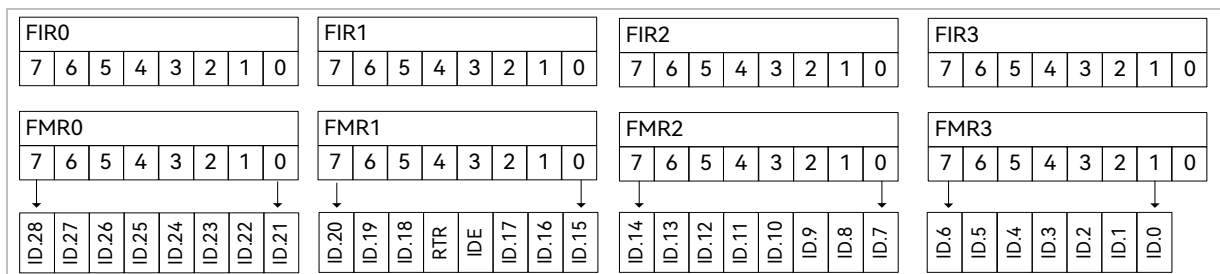 FIR0 FIR1 FIR2 FIR3
7 6 5 4 3 2 1 0 7 6 5 4 3 2 1 0 7 6 5 4 3 2 1 0 7 6 5 4 3 2 1 0
FMR0 FMR1 FMR2 FMR3
7 6 5 4 3 2 1 0 7 6 5 4 3 2 1 0 7 6 5 4 3 2 1 0 7 6 5 4 3 2 1 0
ID.28 ID.27 ID.26 ID.25 ID.24 ID.23 ID.22 ID.21 ID.20 ID.19 ID.18 RTR IDE ID.17 ID.16 ID.15 ID.14 ID.13 ID.12 ID.11 ID.10 ID.9 ID.8 ID.7 ID.6 ID.5 ID.4 ID.3 ID.2 ID.1 ID.0